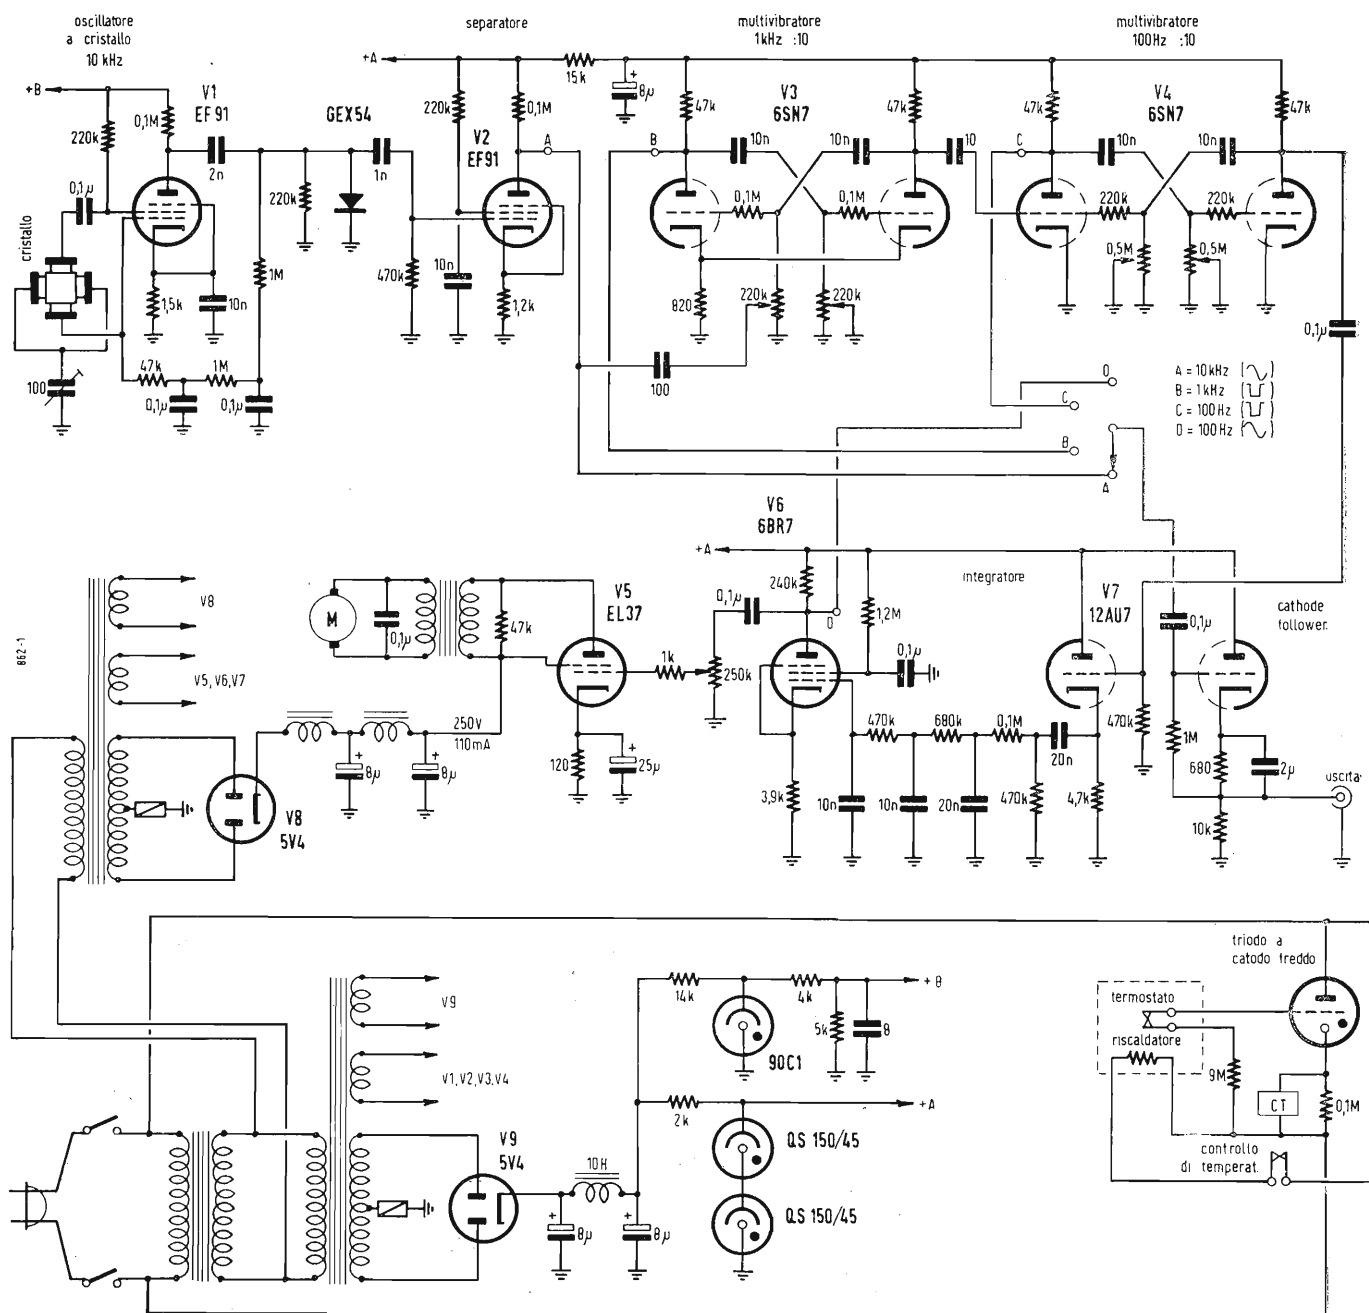 oscillatore
a cristallo
10 kHz
separatore
multivibratore
1kHz :10
multivibratore
100Hz :10
+B
V1
EF 91
220k
0,1M
2n
0,1µ
cristallo
1,5k
10n
1M
47k
1M
100
0,1µ
0,1µ
GEX54
220k
1n
470k
+A
220k
0,1M
V2
EF91
A
10n
1,2k
15k
+
8µ
47k
V3
6SN7
47k
B
10n
10n
10
0,1M
0,1M
820
220k
220k
100
47k
V4
6SN7
47k
C
10n
10n
220k
220k
0,5M
0,5M
0,1µ
D
C
B
A
A = 10kHz
B = 1kHz
C = 100Hz
D = 100Hz
862-1
V8
V5,V6,V7
V8
5V4
M
0,1µ
47k
V5
EL37
250V
110mA
+
8µ
+
8µ
120
+
25µ
1k
250k
0,1µ
V6
6BR7
+A
240k
D
1,2M
0,1µ
3,9k
470k
680k
0,1M
20n
10n
10n
20n
470k
4,7k
integratore
V7
12AU7
470k
0,1µ
1M
cathode
follower.
680
2µ
uscita
10k
V9
V1,V2,V3,V4
V9
5V4
10H
+
8µ
+
8µ
14k
4k
+B
5k
8
90C1
2k
+A
QS 150/45
QS 150/45
triodo a
catodo freddo
termostato
riscaldatore
9M
CT
0,1M
controllo
di temperat.